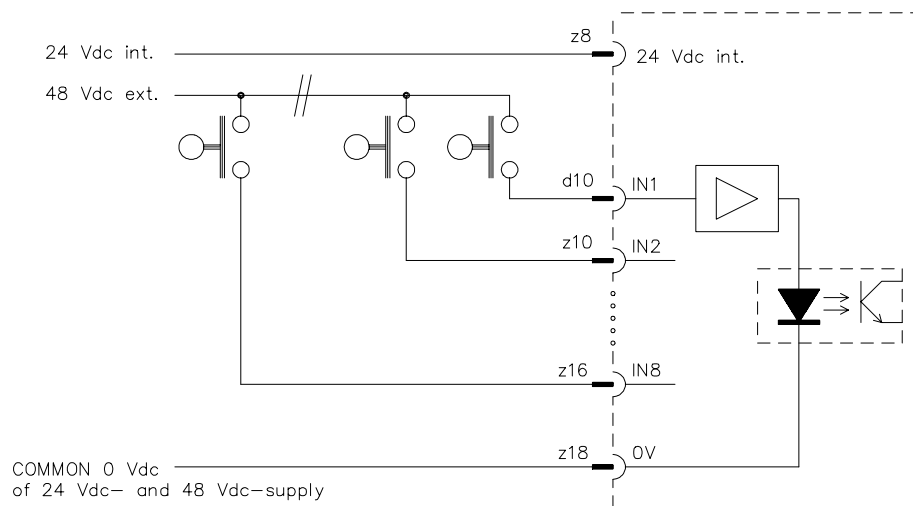 z8
24 Vdc int.
24 Vdc int.
48 Vdc ext.
d10
IN1
z10
IN2
z16
IN8
z18
0V
COMMON 0 Vdc
of 24 Vdc– and 48 Vdc–supply